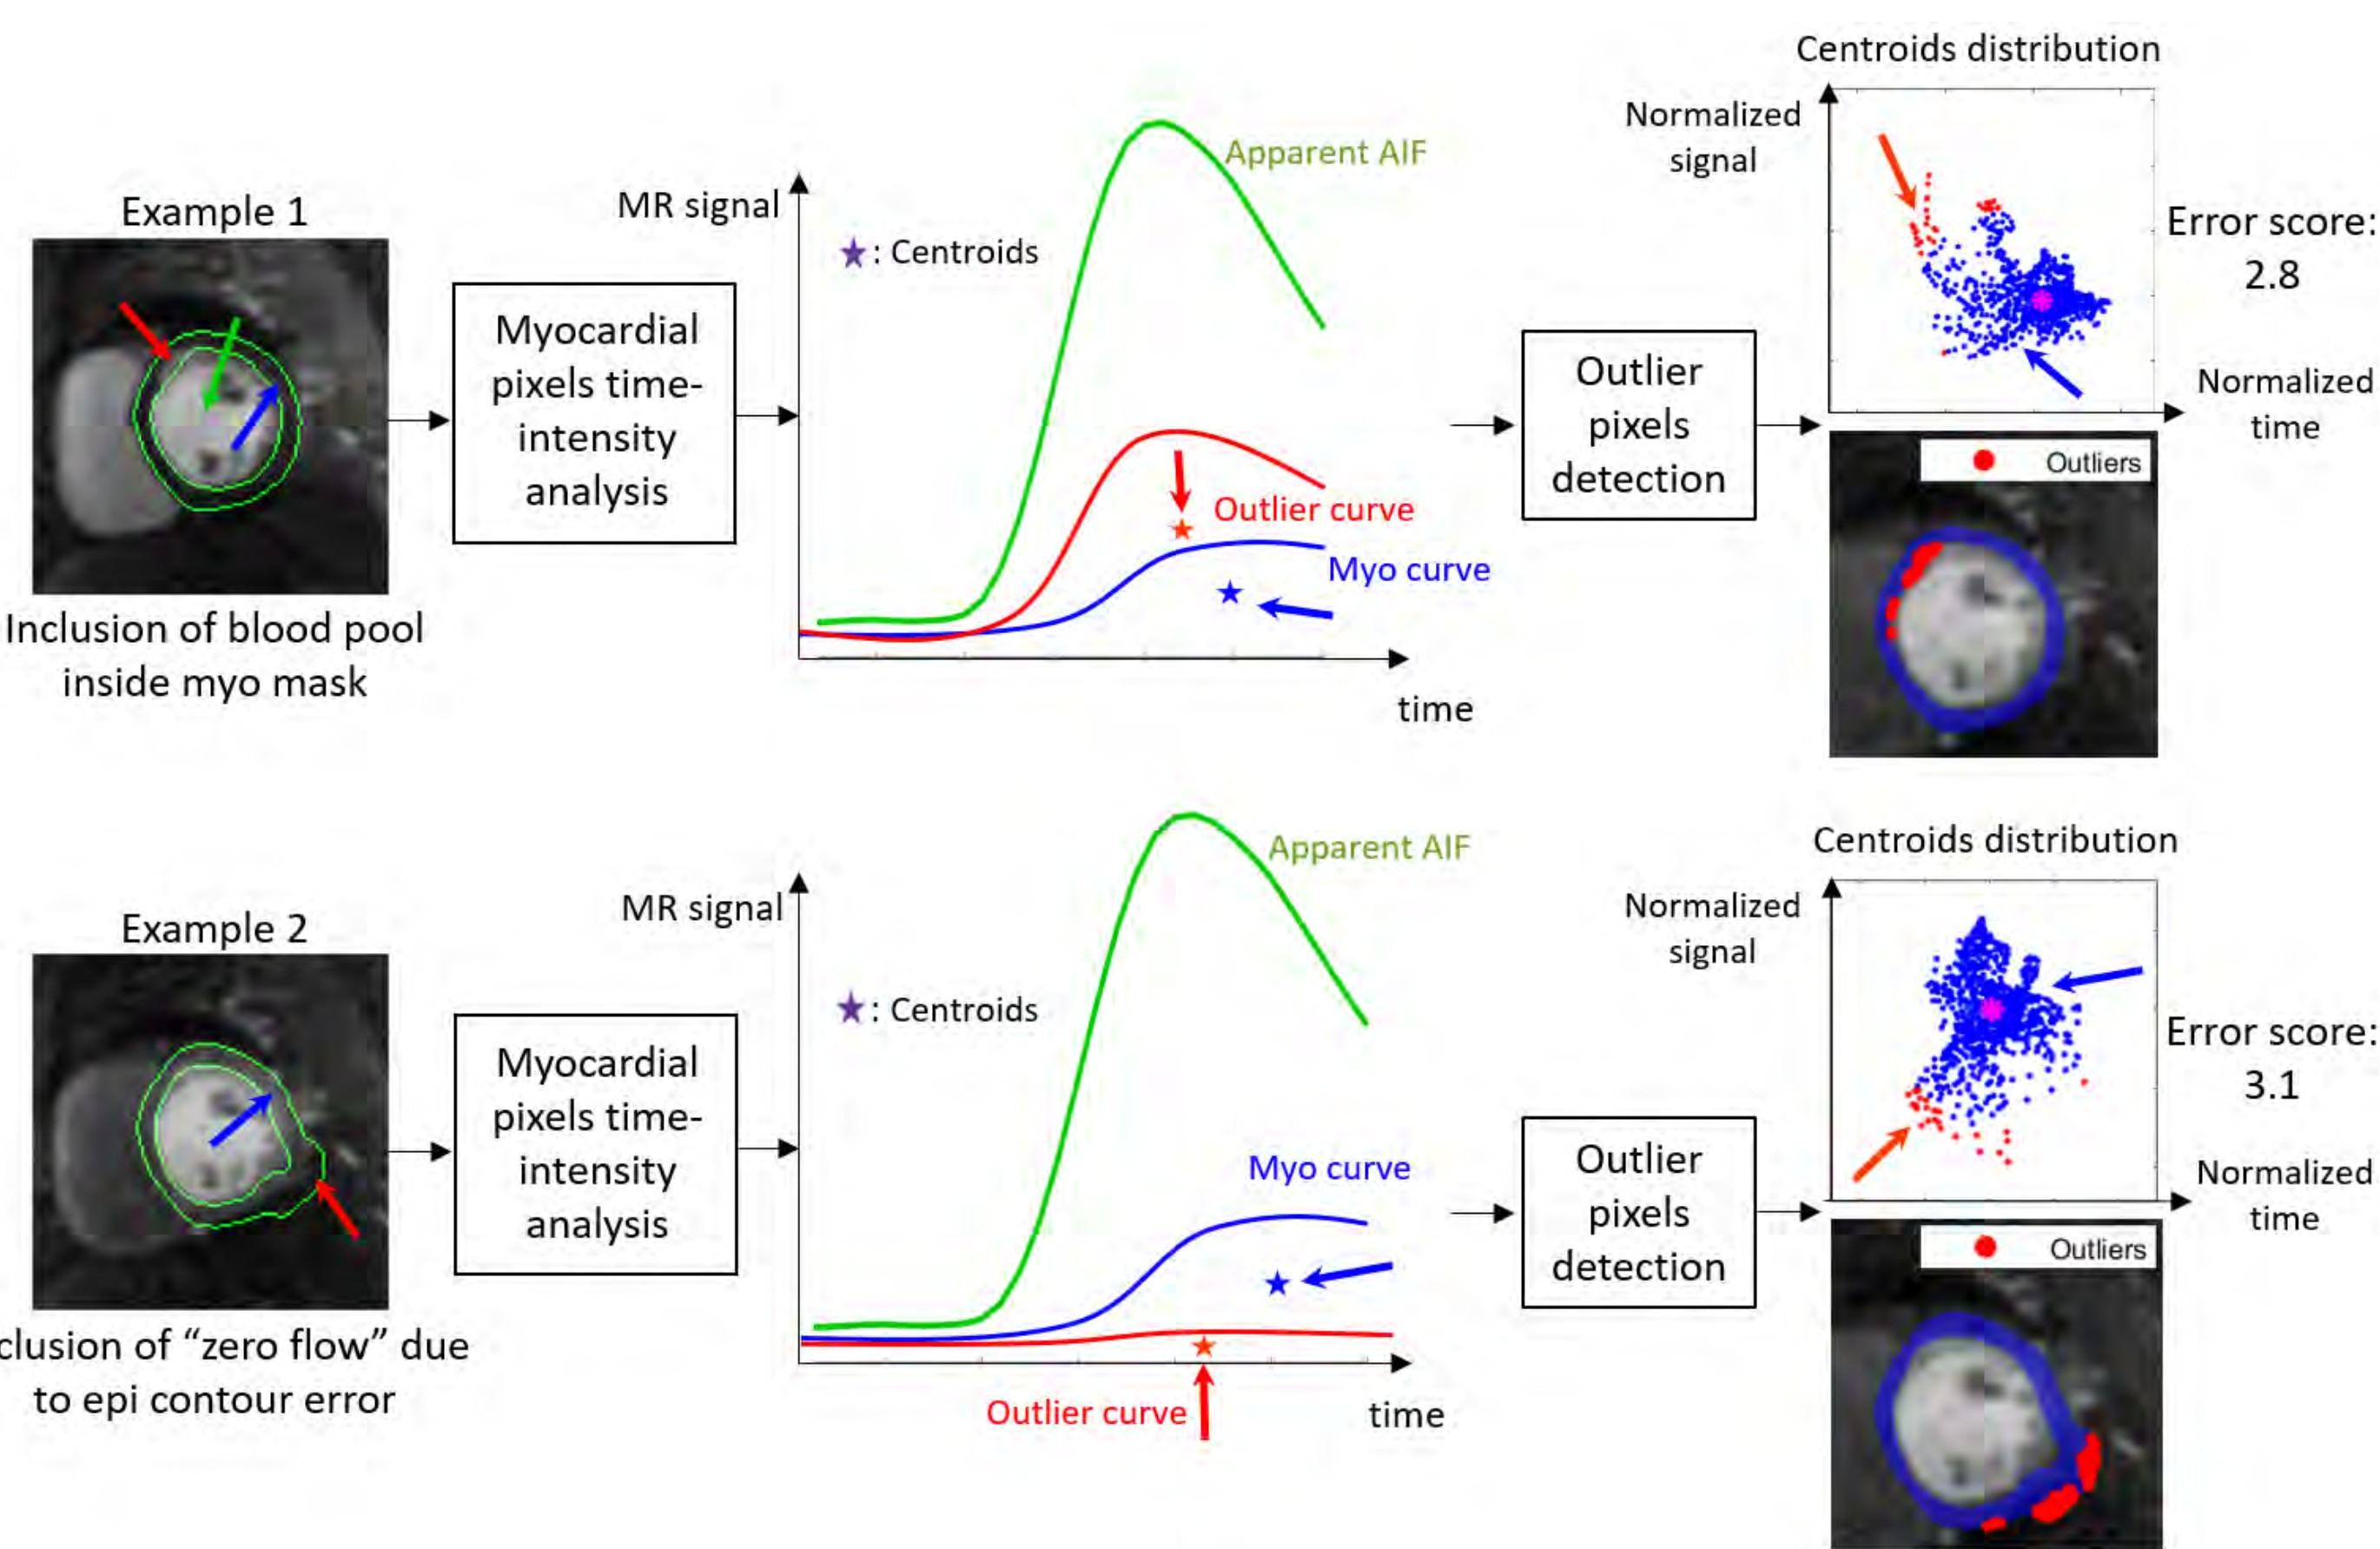 Example 1
Inclusion of blood pool
inside myo mask
Myocardial
pixels time-
intensity
analysis
MR signal
★: Centroids
Apparent AIF
Outlier curve
Myo curve
time
Outlier
pixels
detection
Centroids distribution
Normalized
signal
Error score:
2.8
Normalized
time
Outliers
Example 2
clusion of “zero flow” due
to epi contour error
Myocardial
pixels time-
intensity
analysis
MR signal
★: Centroids
Apparent AIF
Myo curve
Outlier curve
time
Outlier
pixels
detection
Centroids distribution
Normalized
signal
Error score:
3.1
Normalized
time
Outliers